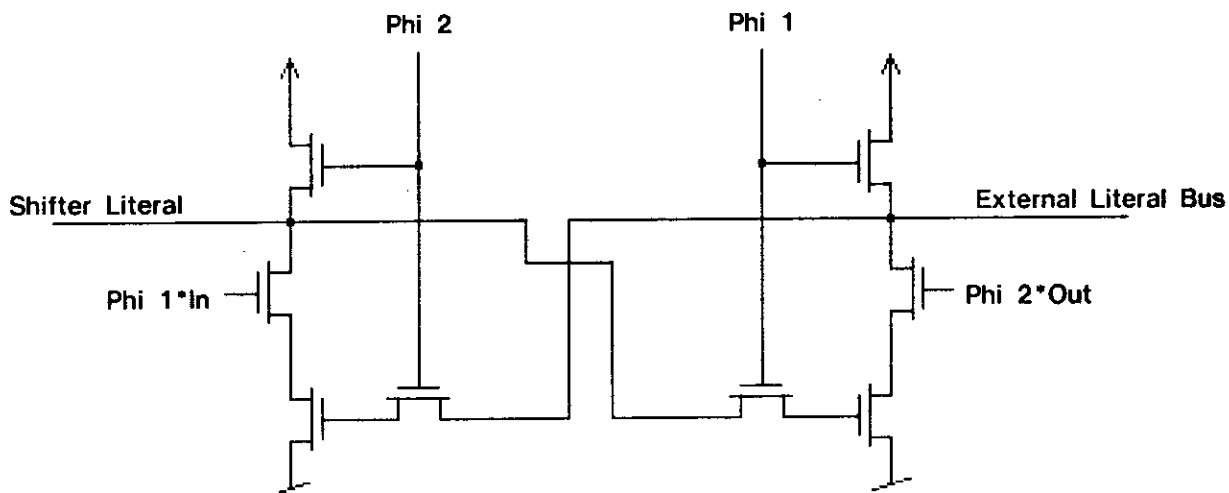 Phi 2
Phi 1
Shifter Literal
External Literal Bus
Phi 1*In
Phi 2*Out